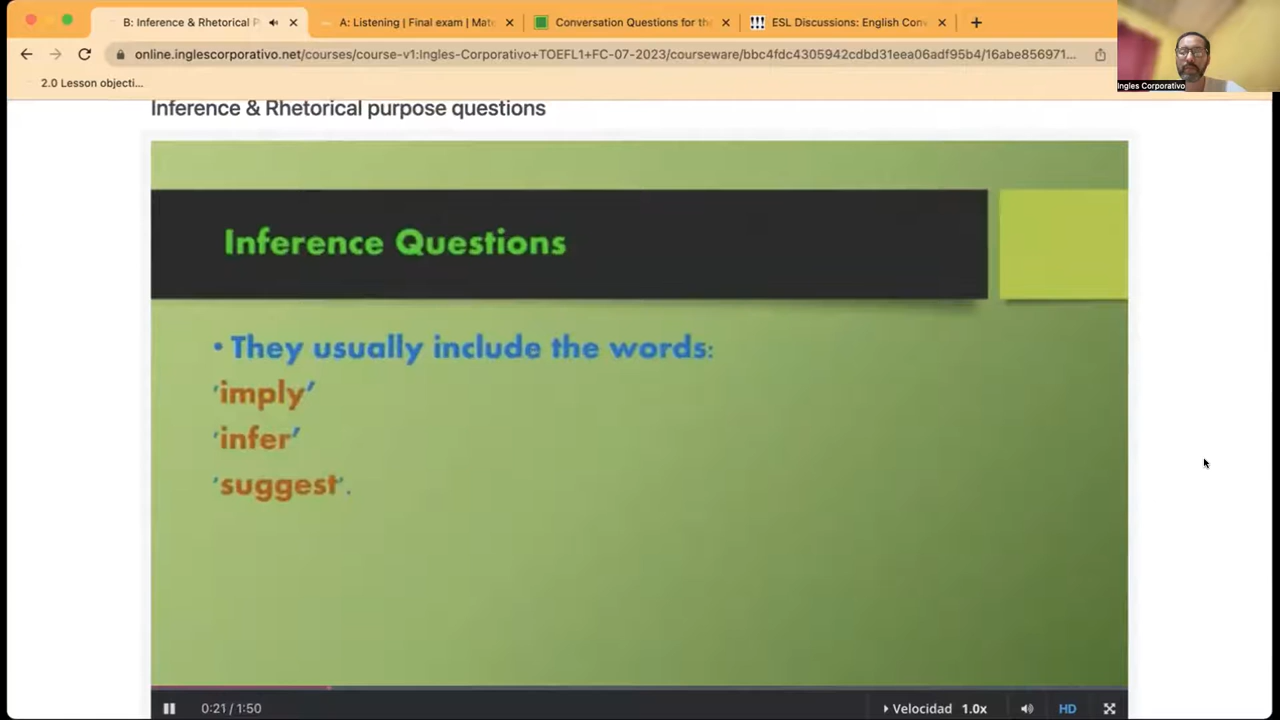 B: Inference & Rhetorical P
A: Listening | Final exam | Mate
Conversation Questions for the
ESL Discussions: English Conv
online.inglescorporativo.net/courses/course-v1:Ingles-Corporativo+TOEFL1+FC-07-2023/courseware/bbc4fdc4305942cdbd31eea06adf95b4/16abe856971...
Ingles Corporativo
2.0 Lesson objecti...
Inference & Rhetorical purpose questions
Inference Questions
• They usually include the words:
‘imply’
‘infer’
‘suggest’.
0:21 / 1:50
Velocidad 1.0x
HD